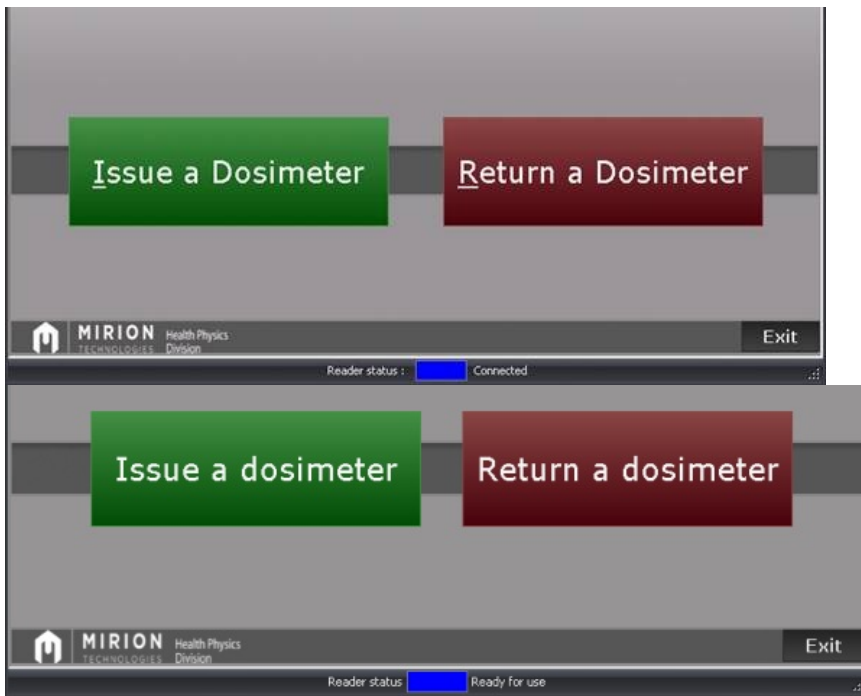 Issue a Dosimeter Return a Dosimeter
MIRION Health Physics
TECHNOLOGIES Division
Exit
Reader status : Connected
Issue a dosimeter Return a dosimeter
MIRION Health Physics
TECHNOLOGIES Division
Exit
Reader status Ready for use